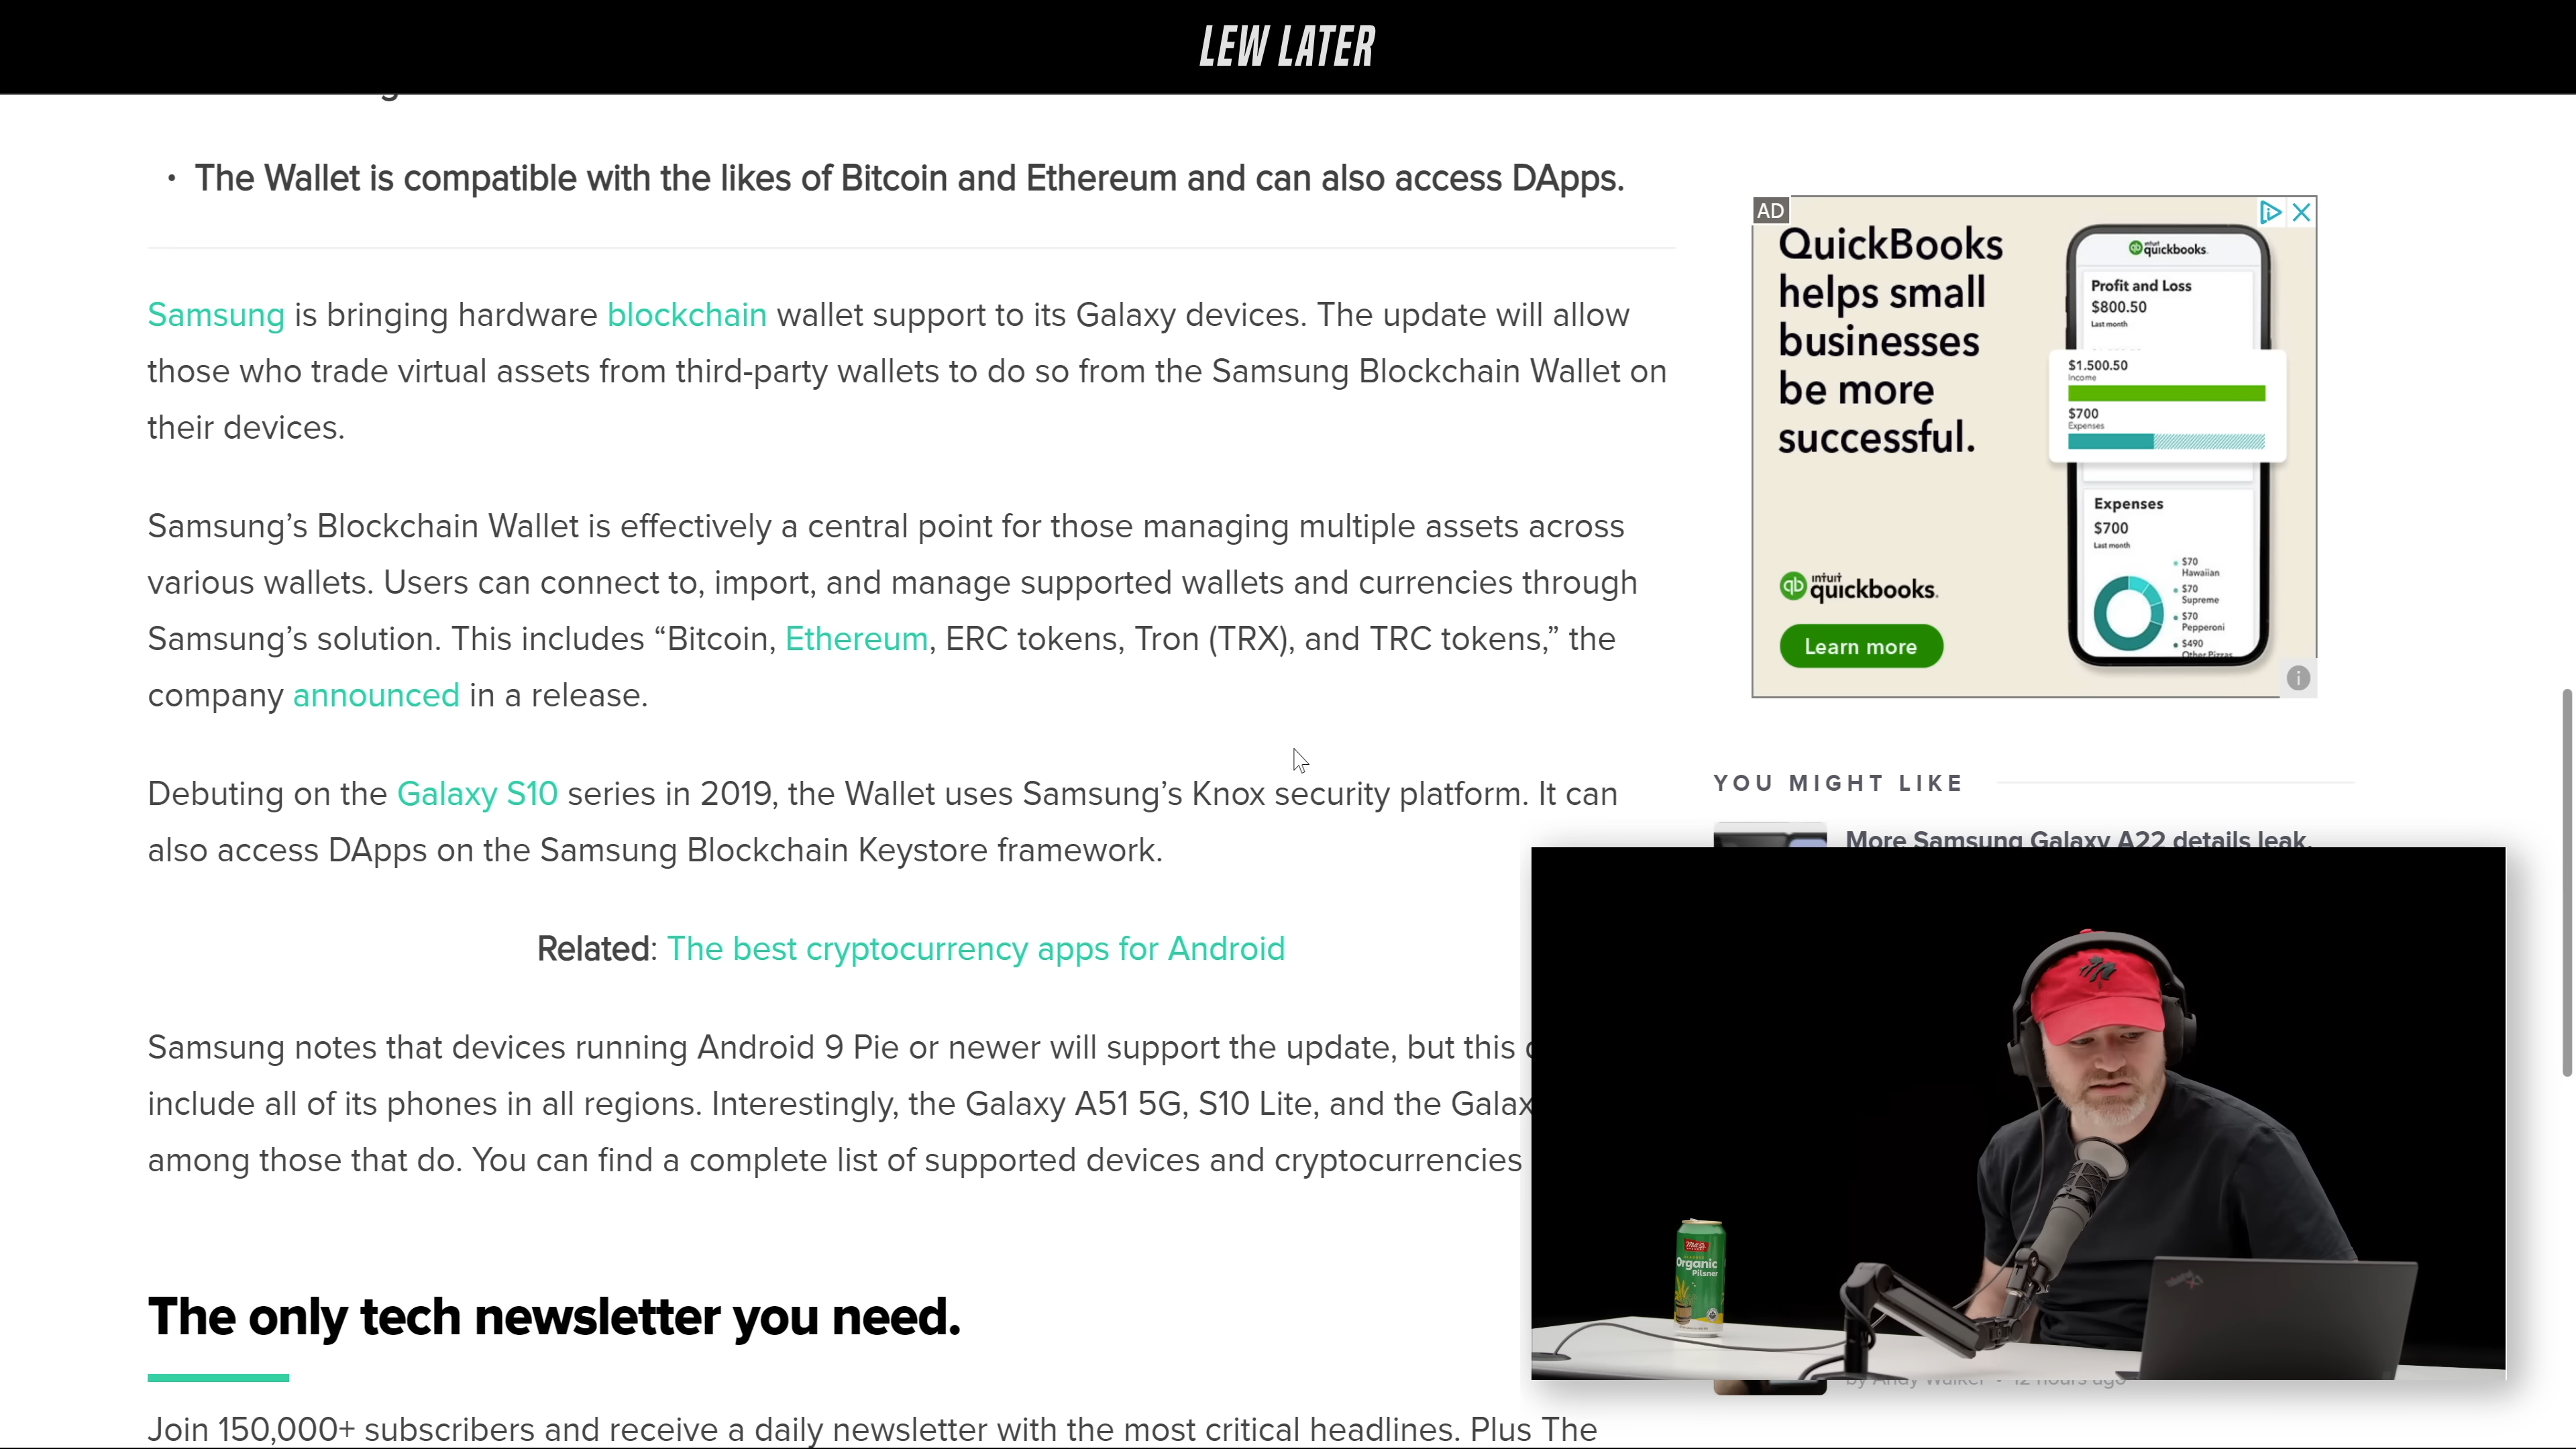 LEW LATER
• The Wallet is compatible with the likes of Bitcoin and Ethereum and can also access DApps.
Samsung is bringing hardware blockchain wallet support to its Galaxy devices. The update will allow
those who trade virtual assets from third-party wallets to do so from the Samsung Blockchain Wallet on
their devices.
Samsung’s Blockchain Wallet is effectively a central point for those managing multiple assets across
various wallets. Users can connect to, import, and manage supported wallets and currencies through
Samsung’s solution. This includes “Bitcoin, Ethereum, ERC tokens, Tron (TRX), and TRC tokens,” the
company announced in a release.
Debuting on the Galaxy S10 series in 2019, the Wallet uses Samsung’s Knox security platform. It can
also access DApps on the Samsung Blockchain Keystore framework.
Related: The best cryptocurrency apps for Android
Samsung notes that devices running Android 9 Pie or newer will support the update, but this
include all of its phones in all regions. Interestingly, the Galaxy A51 5G, S10 Lite, and the Galax
among those that do. You can find a complete list of supported devices and cryptocurrencies
The only tech newsletter you need.
Join 150,000+ subscribers and receive a daily newsletter with the most critical headlines. Plus The
AD
QuickBooks
helps small
businesses
be more
successful.
intuit
quickbooks.
Learn more
intuit
quickbooks.
Profit and Loss
$800.50
Last month
$1.500.50
Income
$700
Expenses
Expenses
$700
Last month
$70
Hawaiian
$70
Supreme
$70
Pepperoni
$490
Other Pizzas
YOU MIGHT LIKE
More Samsung Galaxy A22 details leak.
by Andy Walker • 12 hours ago
Organic
Pilsner